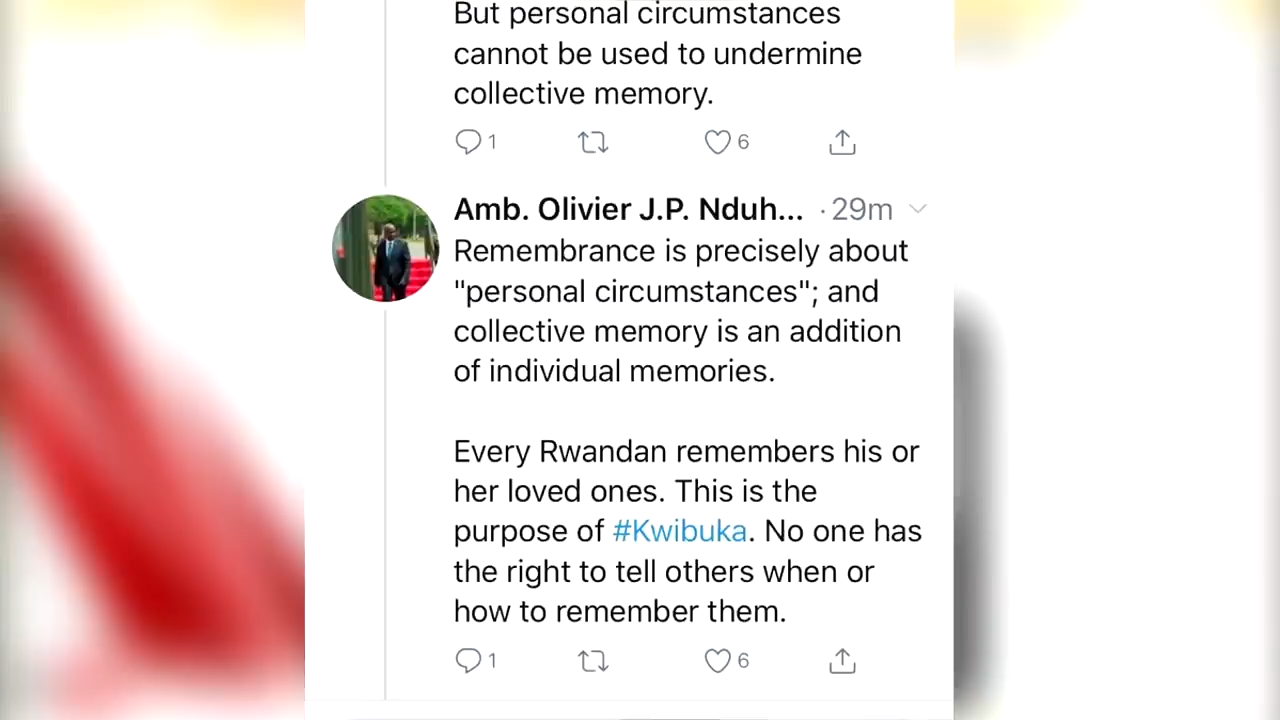 But personal circumstances
cannot be used to undermine
collective memory.
1 6
Amb. Olivier J.P. Nduh... · 29m
Remembrance is precisely about
"personal circumstances"; and
collective memory is an addition
of individual memories.
Every Rwandan remembers his or
her loved ones. This is the
purpose of #Kwibuka. No one has
the right to tell others when or
how to remember them.
1 6